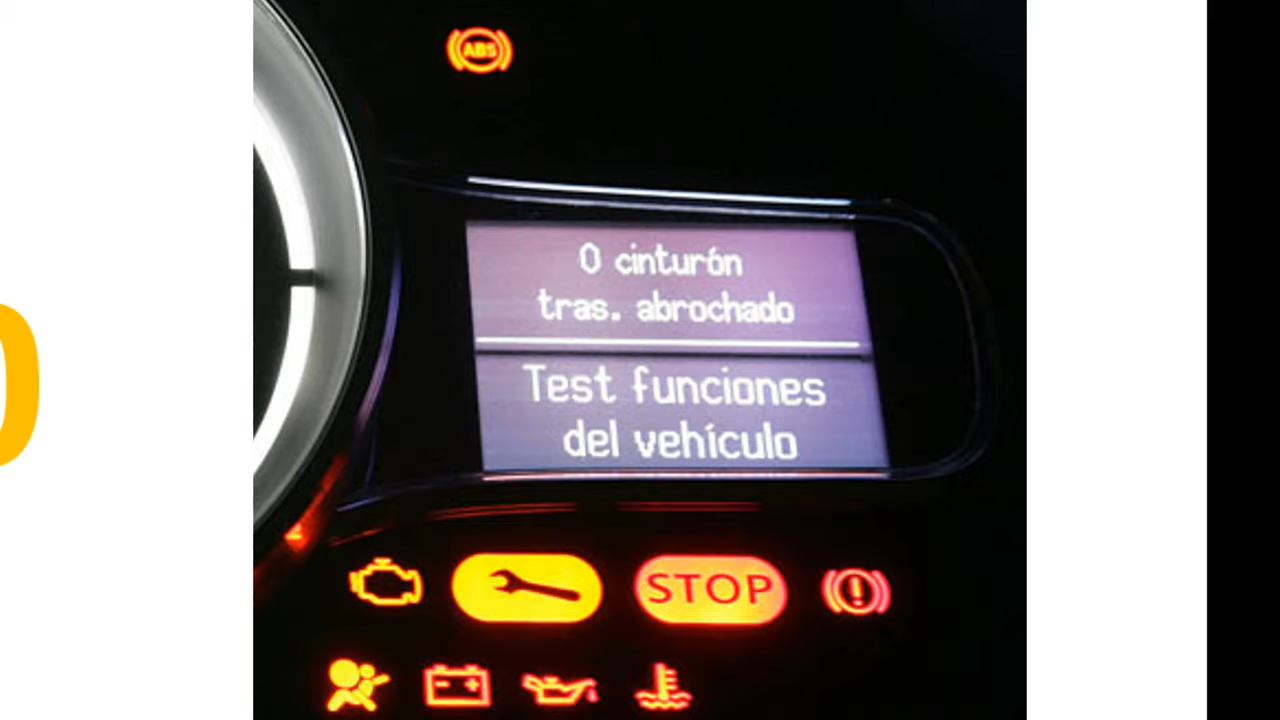 ABS
0 cinturón
tras. abrochado
Test funciones
del vehículo
STOP